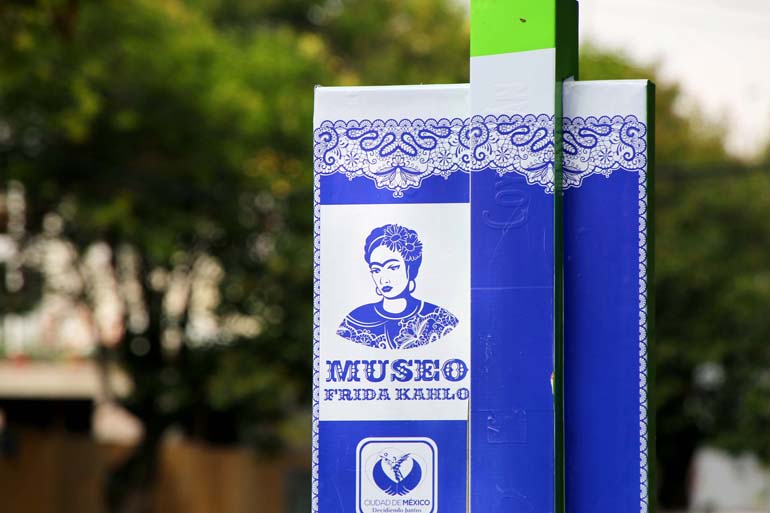 MUSEO
FRIDA KAHLO
CIUDAD DE MÉXICO
Decidiendo Juntos